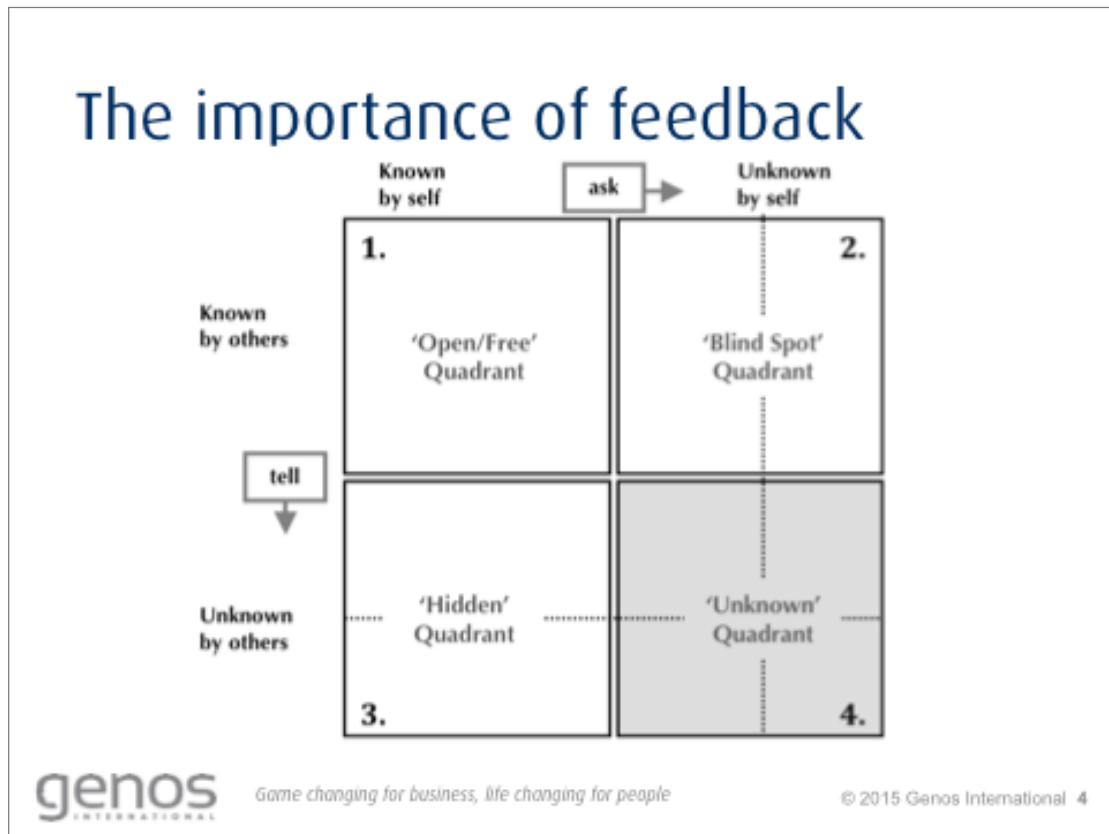 The importance of feedback
Known
by self
ask
Unknown
by self
1.
2.
Known
by others
'Open/Free'
Quadrant
'Blind Spot'
Quadrant
tell
Unknown
by others
'Hidden'
Quadrant
'Unknown'
Quadrant
3.
4.
genos
INTERNATIONAL
Game changing for business, life changing for people
© 2015 Genos International 4